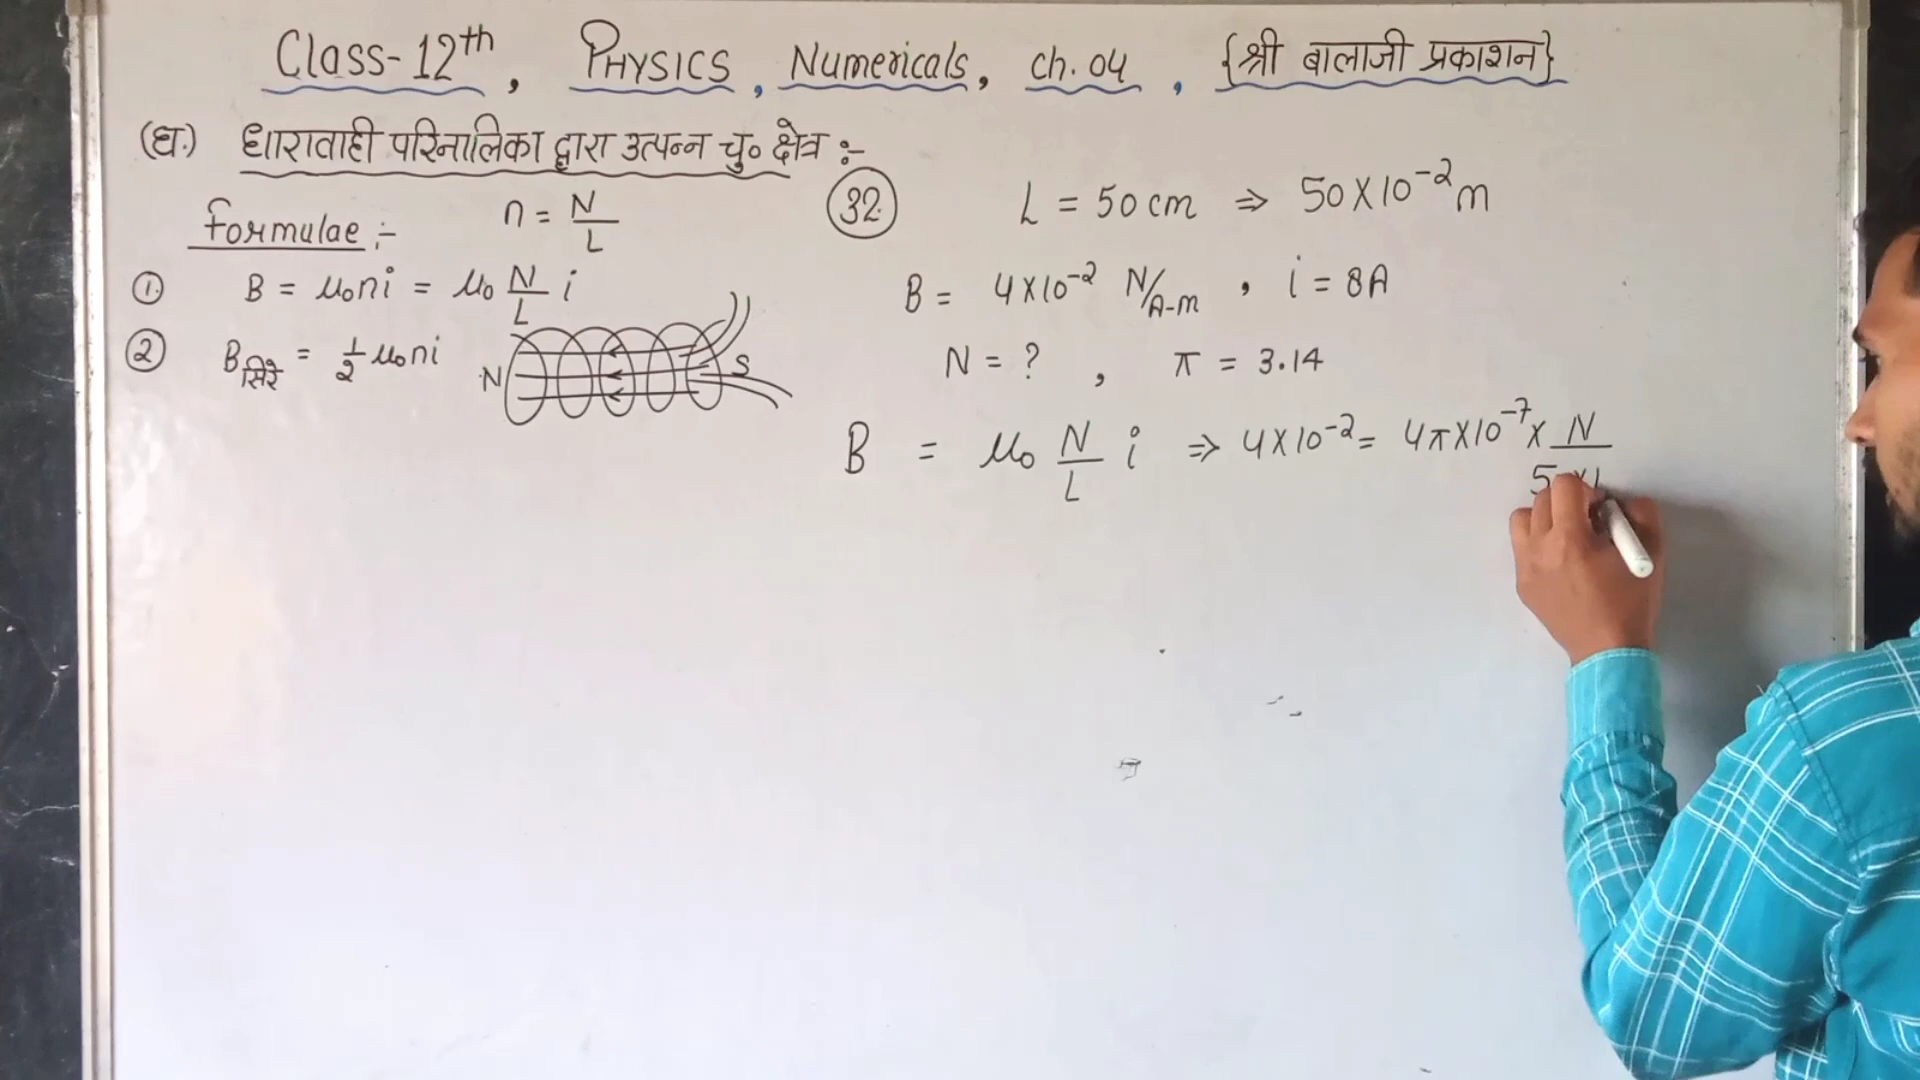 Class-12th, PHYSICS, Numericals, ch. 04, {श्री बालाजी प्रकाशन}
(घ.) धारावाही परिनालिका द्वारा उत्पन्न चु० क्षेत्र :-
formulae :-
n = N/L
① B = μ₀ni = μ₀ N/L i
② Bसिरे = 1/2 μ₀ni
N S
32. L = 50 cm ⇒ 50×10⁻² m
B = 4×10⁻² N/A-m , i = 8A
N = ? , π = 3.14
B = μ₀ N/L i ⇒ 4×10⁻² = 4π×10⁻⁷ × N